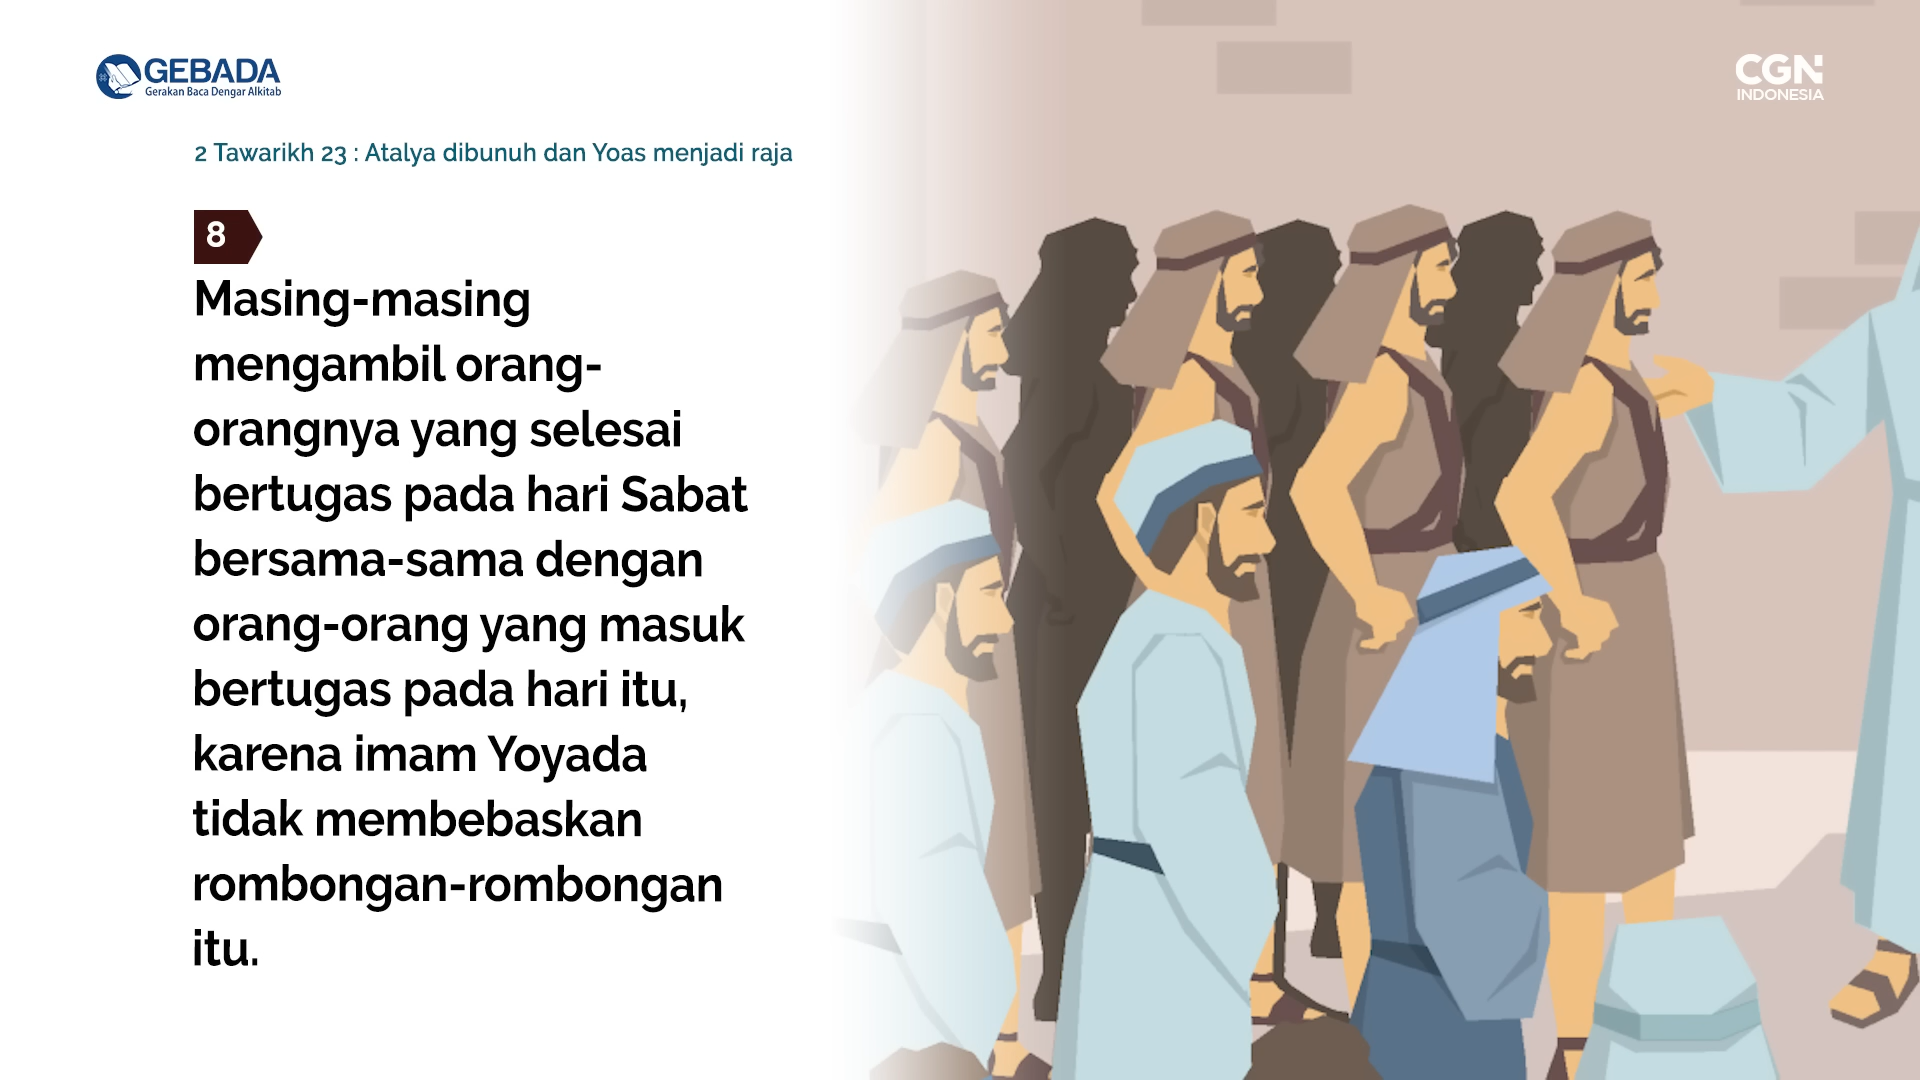 GEBADA
Gerakan Baca Dengar Alkitab
CGN
INDONESIA
2 Tawarikh 23 : Atalya dibunuh dan Yoas menjadi raja
8
Masing-masing
mengambil orang-
orangnya yang selesai
bertugas pada hari Sabat
bersama-sama dengan
orang-orang yang masuk
bertugas pada hari itu,
karena imam Yoyada
tidak membebaskan
rombongan-rombongan
itu.